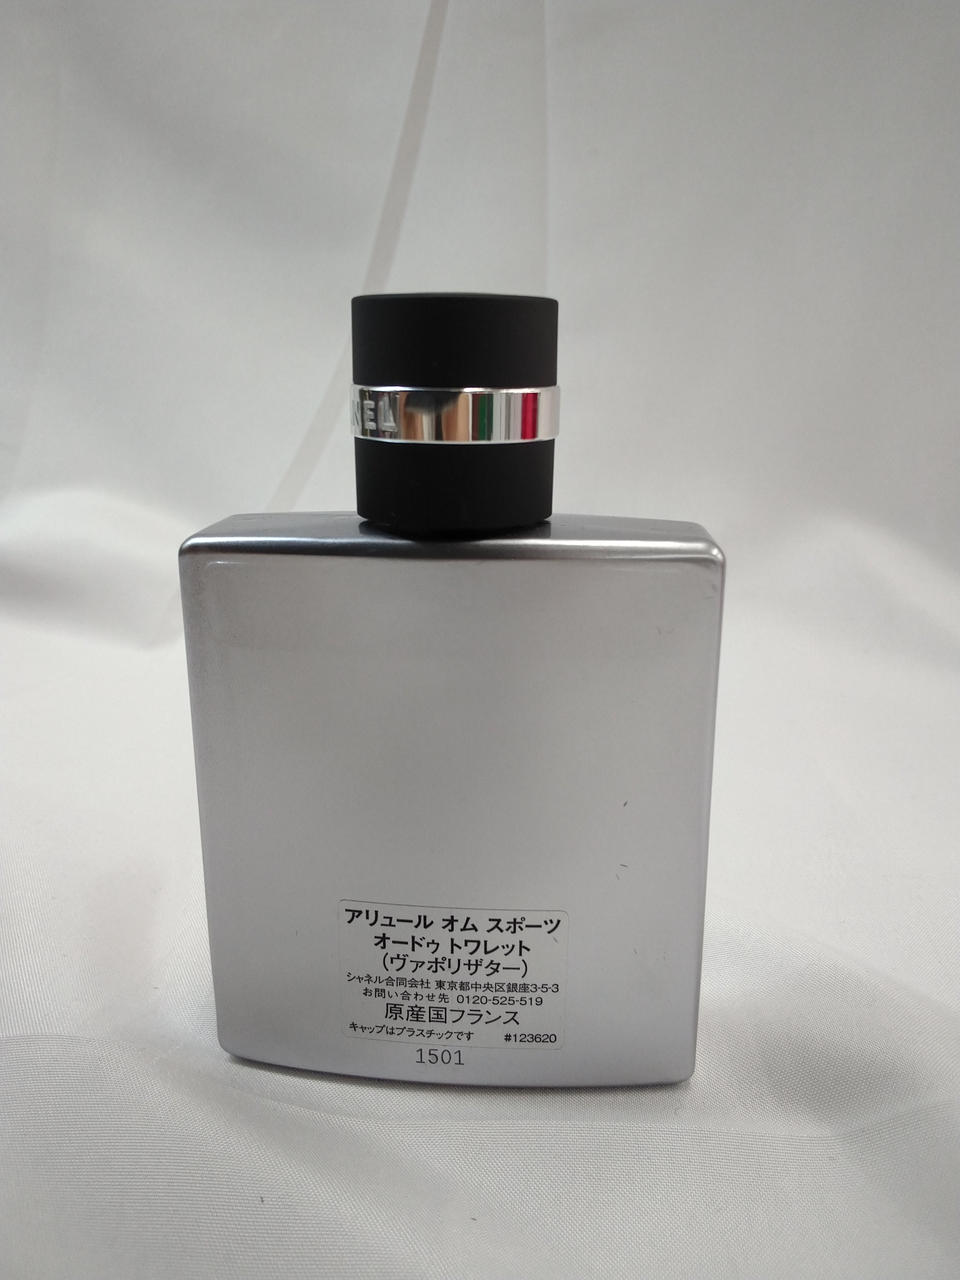 NEL
アリュール オム スポーツ
オードゥ トワレット
(ヴァポリザター)
シャネル合同会社 東京都中央区銀座3-5-3
お問い合わせ先 0120-525-519
原産国フランス
キャップはプラスチックです #123620
1501